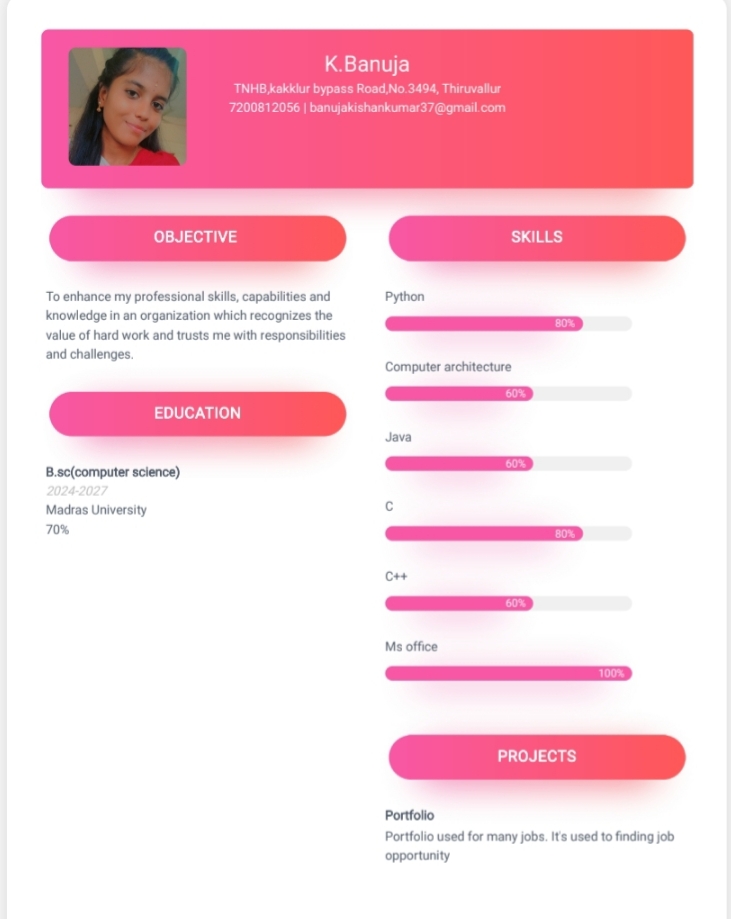 K.Banuja
TNHB,kakklur bypass Road,No.3494, Thiruvallur
7200812056 | banujakishankumar37@gmail.com
OBJECTIVE
To enhance my professional skills, capabilities and
knowledge in an organization which recognizes the
value of hard work and trusts me with responsibilities
and challenges.
EDUCATION
B.sc(computer science)
2024-2027
Madras University
70%
SKILLS
Python
80%
Computer architecture
60%
Java
60%
C
80%
C++
60%
Ms office
100%
PROJECTS
Portfolio
Portfolio used for many jobs. It's used to finding job
opportunity